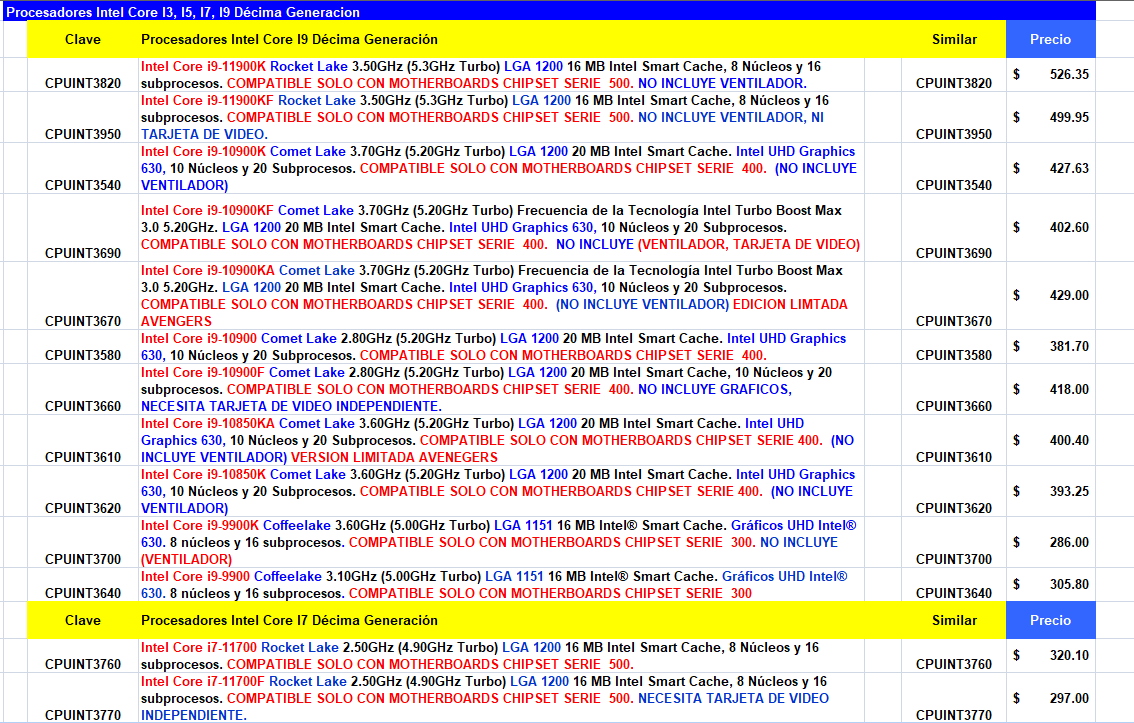 Procesadores Intel Core I3, I5, I7, I9 Décima Generacion
Clave Procesadores Intel Core I9 Décima Generación Similar Precio
Intel Core i9-11900K Rocket Lake 3.50GHz (5.3GHz Turbo) LGA 1200 16 MB Intel Smart Cache, 8 Núcleos y 16
subprocesos. COMPATIBLE SOLO CON MOTHERBOARDS CHIPSET SERIE 500. NO INCLUYE VENTILADOR.
CPUINT3820 CPUINT3820 $ 526.35
Intel Core i9-11900KF Rocket Lake 3.50GHz (5.3GHz Turbo) LGA 1200 16 MB Intel Smart Cache, 8 Núcleos y 16
subprocesos. COMPATIBLE SOLO CON MOTHERBOARDS CHIPSET SERIE 500. NO INCLUYE VENTILADOR, NI
TARJETA DE VIDEO.
CPUINT3950 CPUINT3950 $ 499.95
Intel Core i9-10900K Comet Lake 3.70GHz (5.20GHz Turbo) LGA 1200 20 MB Intel Smart Cache. Intel UHD Graphics
630, 10 Núcleos y 20 Subprocesos. COMPATIBLE SOLO CON MOTHERBOARDS CHIPSET SERIE 400. (NO INCLUYE
VENTILADOR)
CPUINT3540 CPUINT3540 $ 427.63
Intel Core i9-10900KF Comet Lake 3.70GHz (5.20GHz Turbo) Frecuencia de la Tecnología Intel Turbo Boost Max
3.0 5.20GHz. LGA 1200 20 MB Intel Smart Cache. Intel UHD Graphics 630, 10 Núcleos y 20 Subprocesos.
COMPATIBLE SOLO CON MOTHERBOARDS CHIPSET SERIE 400. NO INCLUYE (VENTILADOR, TARJETA DE VIDEO)
CPUINT3690 CPUINT3690 $ 402.60
Intel Core i9-10900KA Comet Lake 3.70GHz (5.20GHz Turbo) Frecuencia de la Tecnología Intel Turbo Boost Max
3.0 5.20GHz. LGA 1200 20 MB Intel Smart Cache. Intel UHD Graphics 630, 10 Núcleos y 20 Subprocesos.
COMPATIBLE SOLO CON MOTHERBOARDS CHIPSET SERIE 400. (NO INCLUYE VENTILADOR) EDICION LIMTADA
AVENGERS
CPUINT3670 CPUINT3670 $ 429.00
Intel Core i9-10900 Comet Lake 2.80GHz (5.20GHz Turbo) LGA 1200 20 MB Intel Smart Cache. Intel UHD Graphics
630, 10 Núcleos y 20 Subprocesos. COMPATIBLE SOLO CON MOTHERBOARDS CHIPSET SERIE 400.
CPUINT3580 CPUINT3580 $ 381.70
Intel Core i9-10900F Comet Lake 2.80GHz (5.20GHz Turbo) LGA 1200 20 MB Intel Smart Cache, 10 Núcleos y 20
subprocesos. COMPATIBLE SOLO CON MOTHERBOARDS CHIPSET SERIE 400. NO INCLUYE GRAFICOS,
NECESITA TARJETA DE VIDEO INDEPENDIENTE.
CPUINT3660 CPUINT3660 $ 418.00
Intel Core i9-10850KA Comet Lake 3.60GHz (5.20GHz Turbo) LGA 1200 20 MB Intel Smart Cache. Intel UHD
Graphics 630, 10 Núcleos y 20 Subprocesos. COMPATIBLE SOLO CON MOTHERBOARDS CHIPSET SERIE 400. (NO
INCLUYE VENTILADOR) VERSION LIMITADA AVENEGERS
CPUINT3610 CPUINT3610 $ 400.40
Intel Core i9-10850K Comet Lake 3.60GHz (5.20GHz Turbo) LGA 1200 20 MB Intel Smart Cache. Intel UHD Graphics
630, 10 Núcleos y 20 Subprocesos. COMPATIBLE SOLO CON MOTHERBOARDS CHIPSET SERIE 400. (NO INCLUYE
VENTILADOR)
CPUINT3620 CPUINT3620 $ 393.25
Intel Core i9-9900K Coffeelake 3.60GHz (5.00GHz Turbo) LGA 1151 16 MB Intel® Smart Cache. Gráficos UHD Intel®
630. 8 núcleos y 16 subprocesos. COMPATIBLE SOLO CON MOTHERBOARDS CHIPSET SERIE 300. NO INCLUYE
(VENTILADOR)
CPUINT3700 CPUINT3700 $ 286.00
Intel Core i9-9900 Coffeelake 3.10GHz (5.00GHz Turbo) LGA 1151 16 MB Intel® Smart Cache. Gráficos UHD Intel®
630. 8 núcleos y 16 subprocesos. COMPATIBLE SOLO CON MOTHERBOARDS CHIPSET SERIE 300
CPUINT3640 CPUINT3640 $ 305.80
Clave Procesadores Intel Core I7 Décima Generación Similar Precio
Intel Core i7-11700 Rocket Lake 2.50GHz (4.90GHz Turbo) LGA 1200 16 MB Intel Smart Cache, 8 Núcleos y 16
subprocesos. COMPATIBLE SOLO CON MOTHERBOARDS CHIPSET SERIE 500.
CPUINT3760 CPUINT3760 $ 320.10
Intel Core i7-11700F Rocket Lake 2.50GHz (4.90GHz Turbo) LGA 1200 16 MB Intel Smart Cache, 8 Núcleos y 16
subprocesos. COMPATIBLE SOLO CON MOTHERBOARDS CHIPSET SERIE 500. NECESITA TARJETA DE VIDEO
INDEPENDIENTE.
CPUINT3770 CPUINT3770 $ 297.00